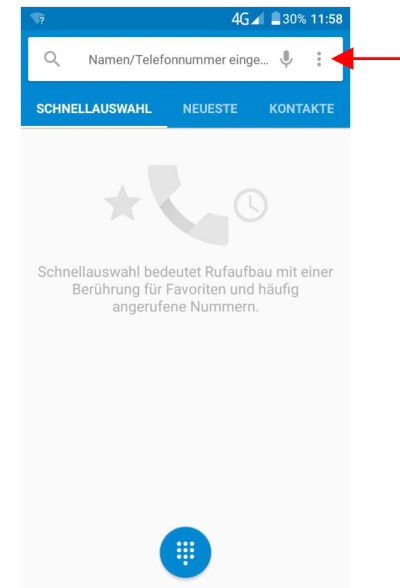 4G 30% 11:58
Namen/Telefonnummer einge...
SCHNELLAUSWAHL NEUESTE KONTAKTE
Schnellauswahl bedeutet Rufaufbau mit einer
Berührung für Favoriten und häufig
angerufene Nummern.